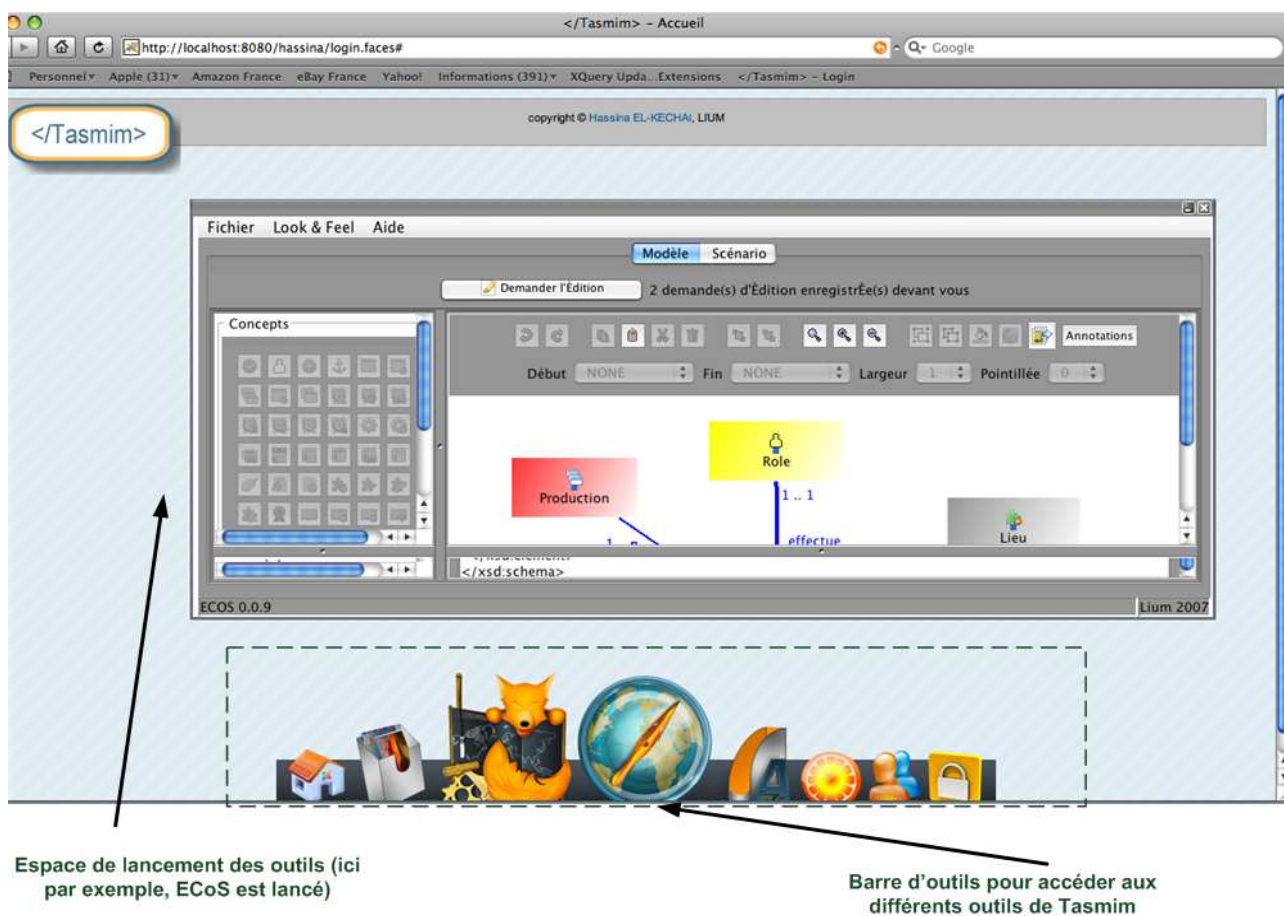 </Tasmim> - Accueil
http://localhost:8080/hassina/login.faces#
Google
Personnel Apple (31) Amazon France eBay France Yahoo! Informations (391) XQuery Upda...Extensions </Tasmim> - Login
</Tasmim>
copyright © Hassina EL-KECHAI, LIUM
Fichier Look & Feel Aide
Modèle Scénario
Demander l'Èdition 2 demande(s) d'Èdition enregistrÈe(s) devant vous
Concepts
Annotations
Début NONE Fin NONE Largeur 1 Pointillée 0
Role
Production
1 .. 1
Lieu
effectue
</xsd:schema>
ECOS 0.0.9
Lium 2007
Espace de lancement des outils (ici
par exemple, ECoS est lancé)
Barre d'outils pour accéder aux
différents outils de Tasmim